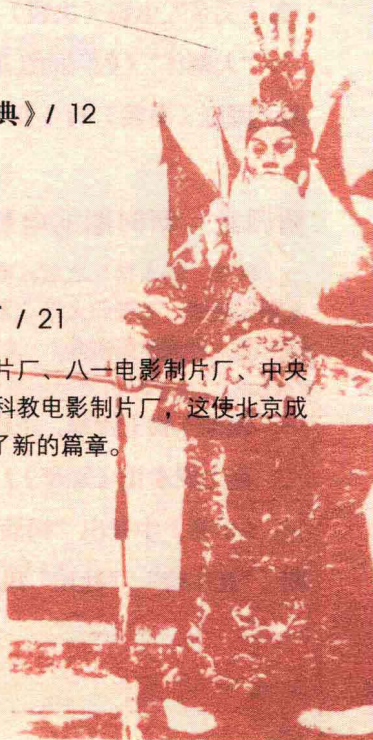 典》/ 12
/ 21
片厂、八一电影制片厂、中央
科教电影制片厂，这使北京成
了新的篇章。